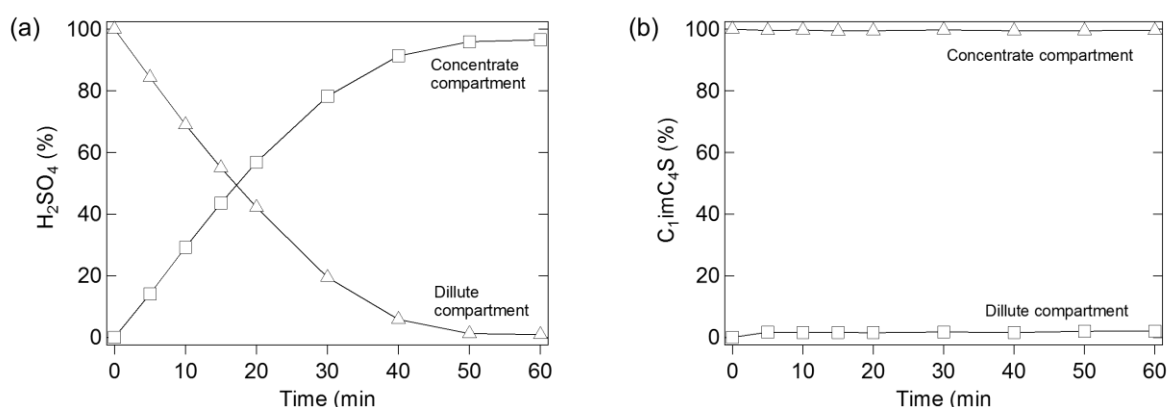 (a)
100
80
60
40
20
0
H₂SO₄ (%)
Concentrate
compartment
Dillute
compartment
0 10 20 30 40 50 60
Time (min
(b)
100
80
60
40
20
0
C₁imC₄S (%)
Concentrate compartment
Dillute compartment
0 10 20 30 40 50 60
Time (min